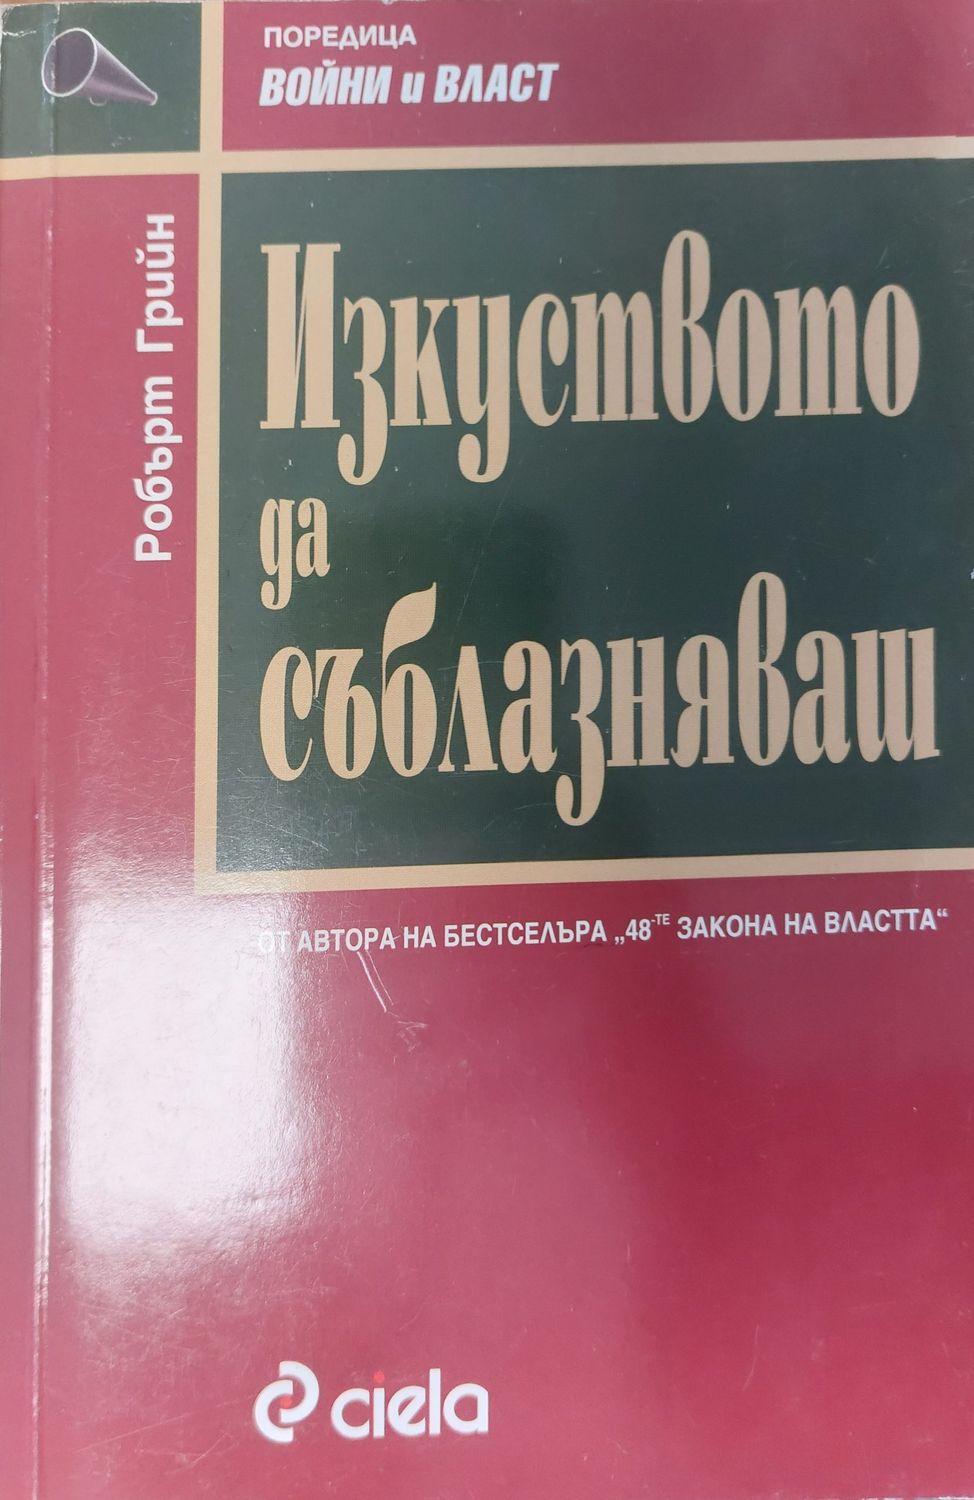 ПОРЕДИЦА
ВОЙНИ и ВЛАСТ
Робърт Грийн
Изкуството
да
съблазняваш
ОТ АВТОРА НА БЕСТСЕЛЪРА „48-ТЕ ЗАКОНА НА ВЛАСТТА“
ciela